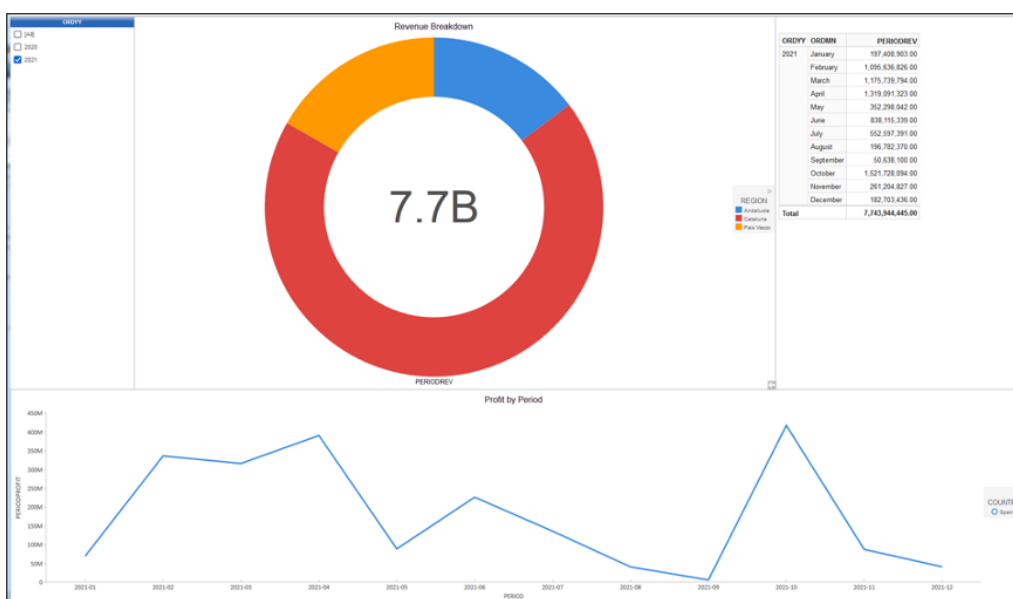 ORDYY
[All]
2020
2021
Revenue Breakdown
7.7B
PERIODREV
REGION
Andalucia
Cataluna
Pais Vasco
ORDYY ORDMN PERIODREV
2021 January 197,408,903.00
February 1,095,636,826.00
March 1,175,739,794.00
April 1,319,091,323.00
May 352,298,042.00
June 838,115,339.00
July 552,597,391.00
August 196,782,370.00
September 50,638,100.00
October 1,521,728,094.00
November 261,204,827.00
December 182,703,436.00
Total 7,743,944,445.00
Profit by Period
PERIODPROFIT
450M
400M
350M
300M
250M
200M
150M
100M
50M
0
2021-01 2021-02 2021-03 2021-04 2021-05 2021-06 2021-07 2021-08 2021-09 2021-10 2021-11 2021-12
PERIOD
COUNT
Spain